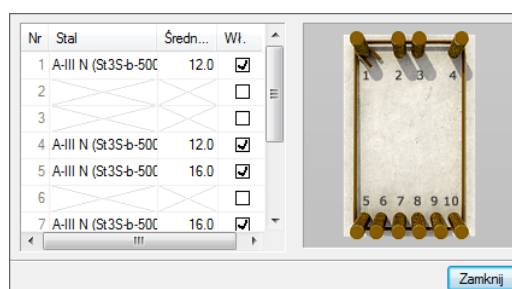 Nr Stal Średn... Wł.
1 A-III N (St3S-b-500 12.0
2
3
4 A-III N (St3S-b-500 12.0
5 A-III N (St3S-b-500 16.0
6
7 A-III N (St3S-b-500 16.0
1 2 3 4
5 6 7 8 9 10
Zamknij